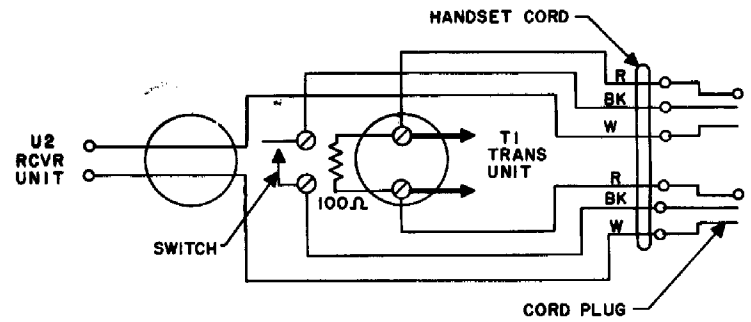 HANDSET CORD
R
BK
W
U2
RCVR
UNIT
T1
TRANS
UNIT
100Ω
R
BK
W
SWITCH
CORD PLUG